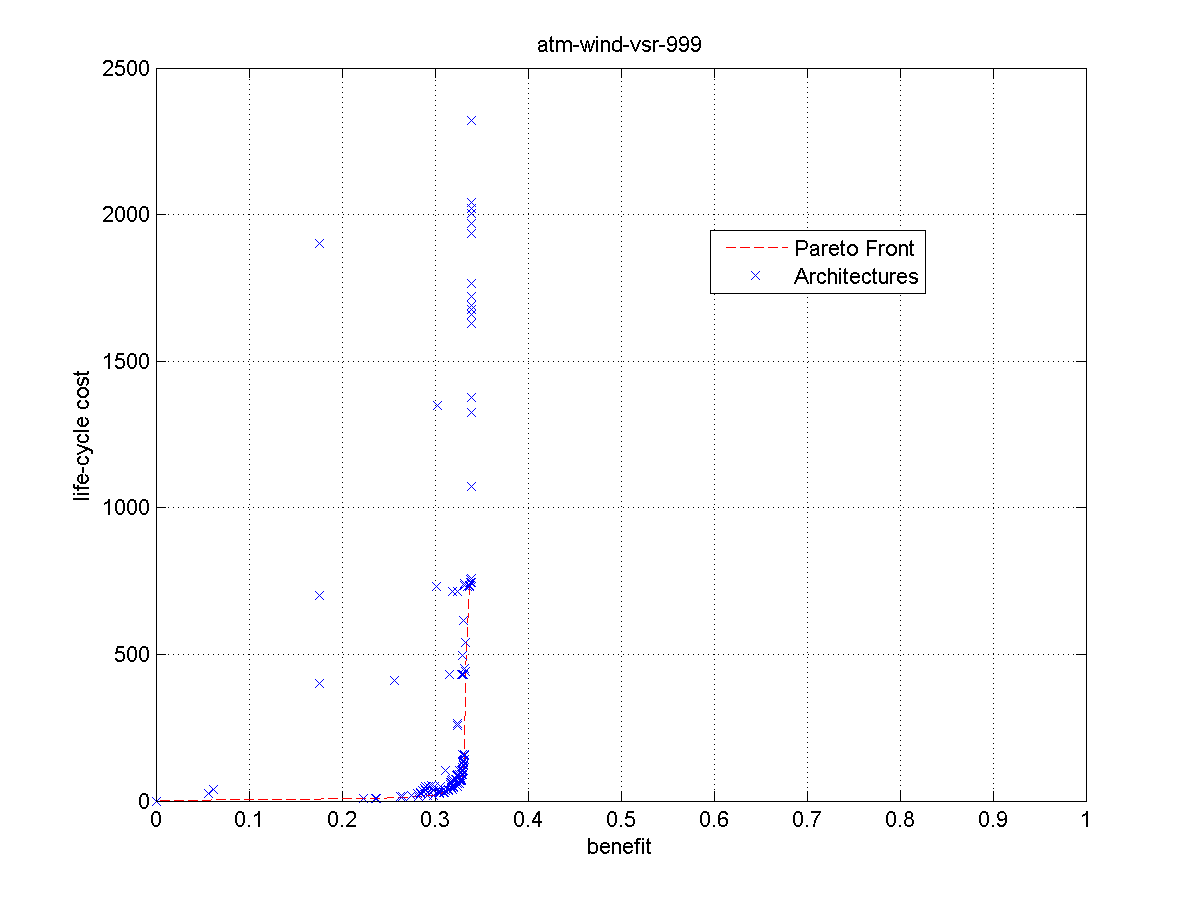 atm-wind-vsr-999
2500
2000
1500
1000
500
0
life-cycle cost
Pareto Front
Architectures
0 0.1 0.2 0.3 0.4 0.5 0.6 0.7 0.8 0.9 1
benefit